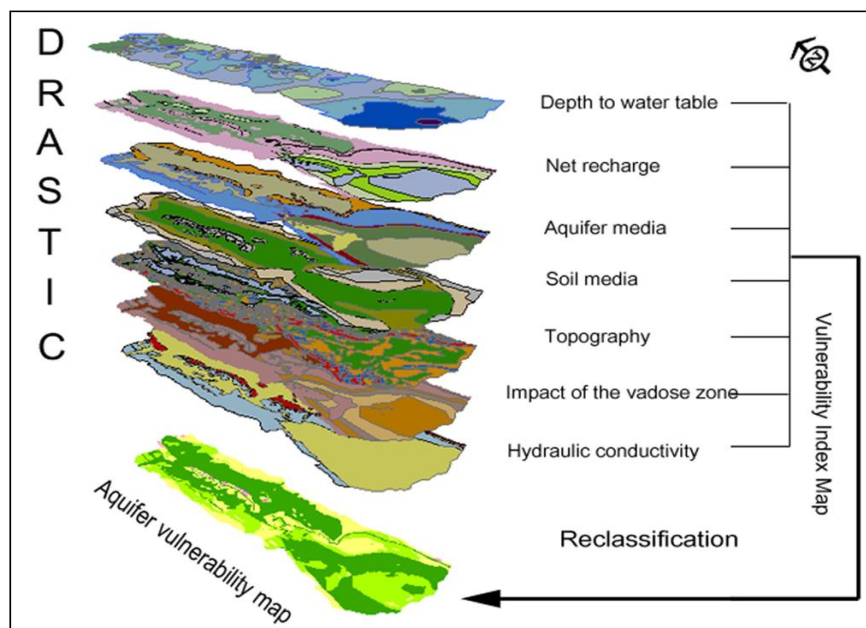 D
R
A
S
T
I
C
Depth to water table
Net recharge
Aquifer media
Soil media
Topography
Impact of the vadose zone
Hydraulic conductivity
Vulnerability Index Map
Reclassification
Aquifer vulnerability map